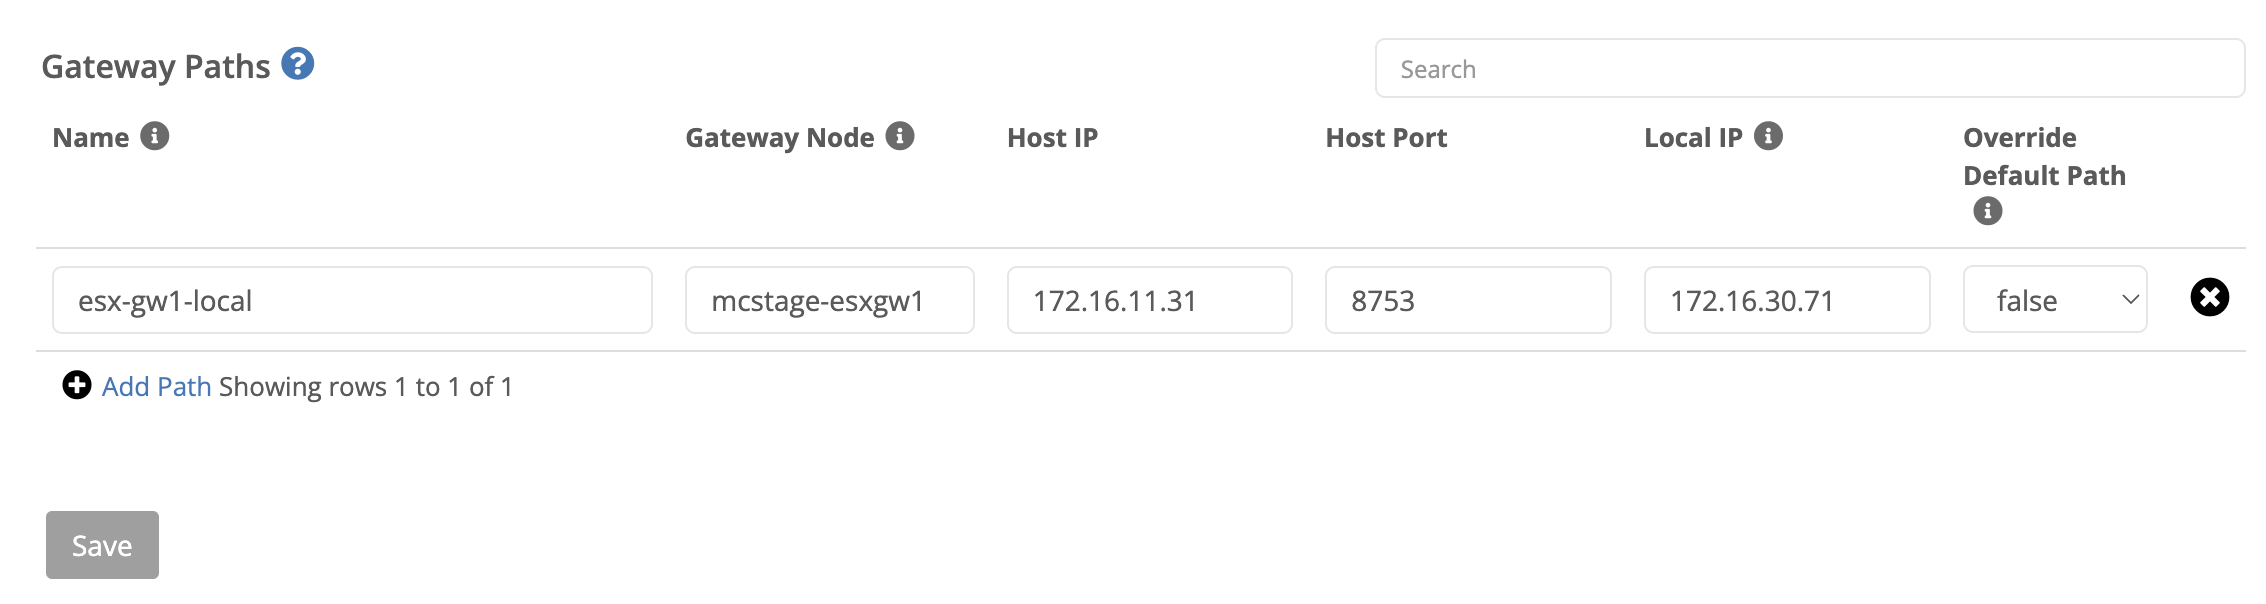 Gateway Paths
Search
Name Gateway Node Host IP Host Port Local IP Override
Default Path
esx-gw1-local mcstage-esxgw1 172.16.11.31 8753 172.16.30.71 false
Add Path Showing rows 1 to 1 of 1
Save